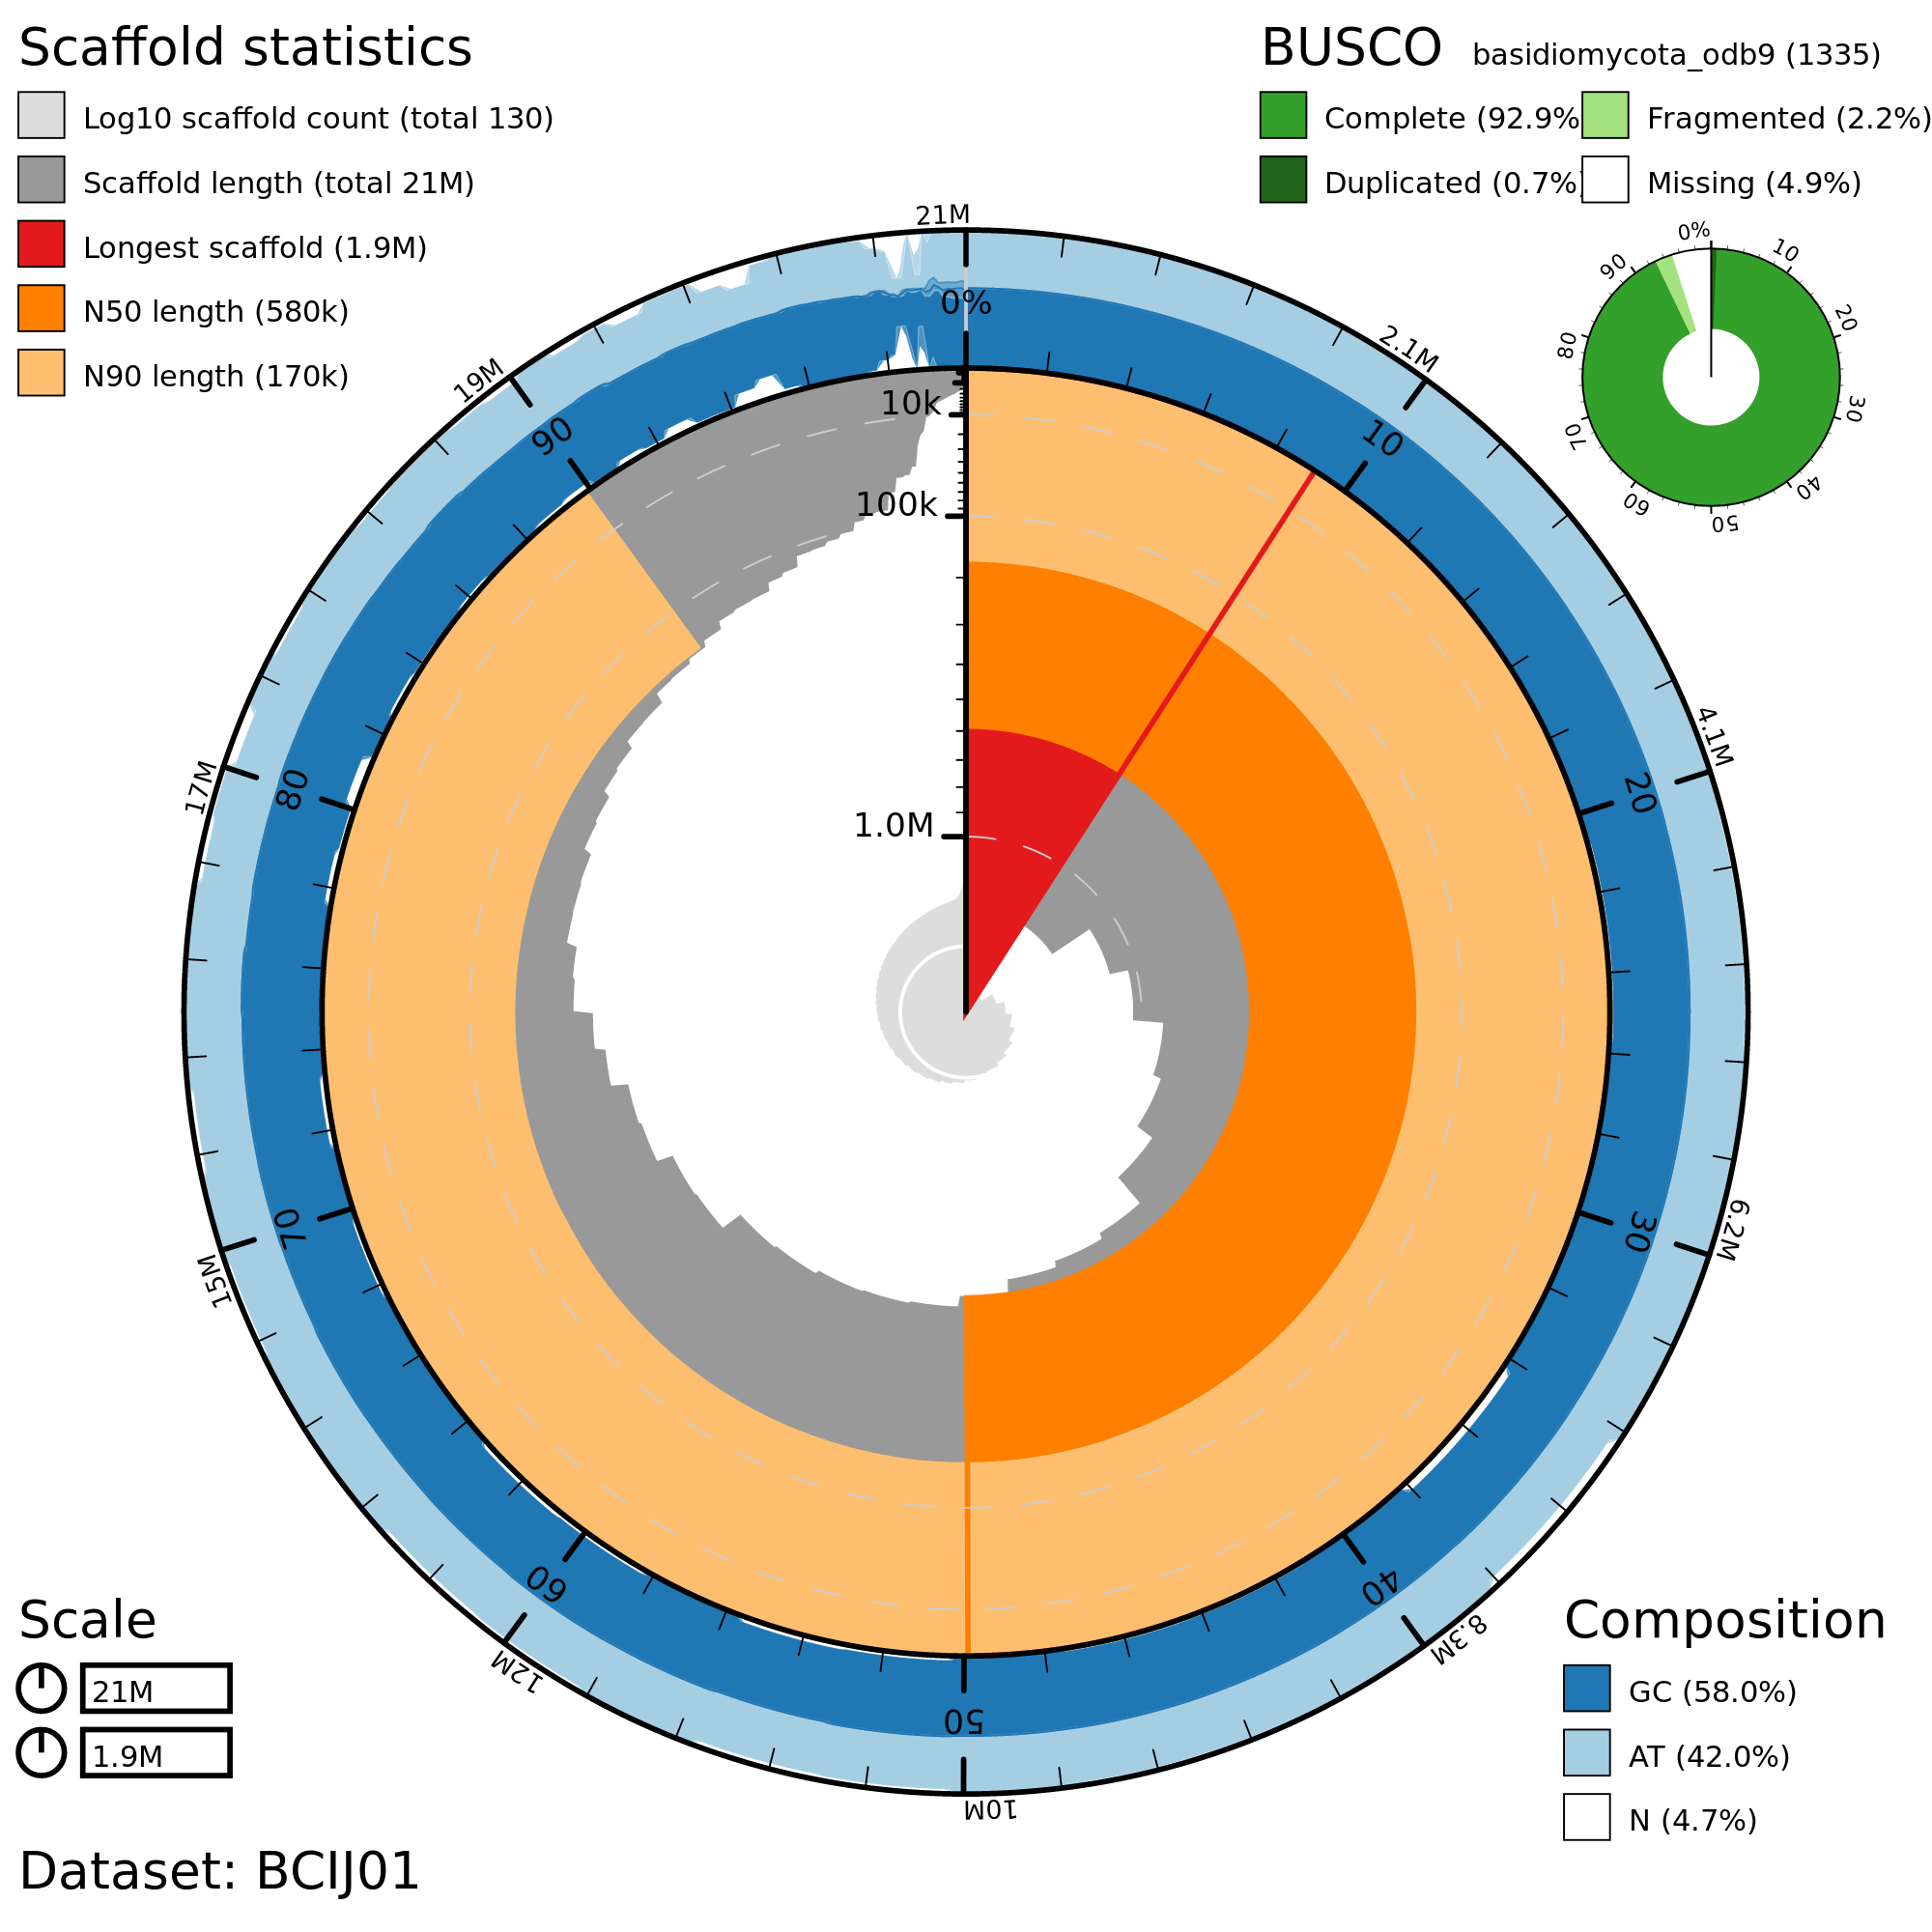 Scaffold statistics
Log10 scaffold count (total 130)
Scaffold length (total 21M)
Longest scaffold (1.9M)
N50 length (580k)
N90 length (170k)
BUSCO basidiomycota_odb9 (1335)
Complete (92.9% Fragmented (2.2%)
Duplicated (0.7%) Missing (4.9%)
0%
10
20
30
40
50
60
70
80
90
21M
2.1M
4.1M
6.2M
8.3M
10M
12M
15M
17M
19M
0%
10
20
30
40
50
60
70
80
90
10k
100k
1.0M
Scale
21M
1.9M
Composition
GC (58.0%)
AT (42.0%)
N (4.7%)
Dataset: BCIJ01